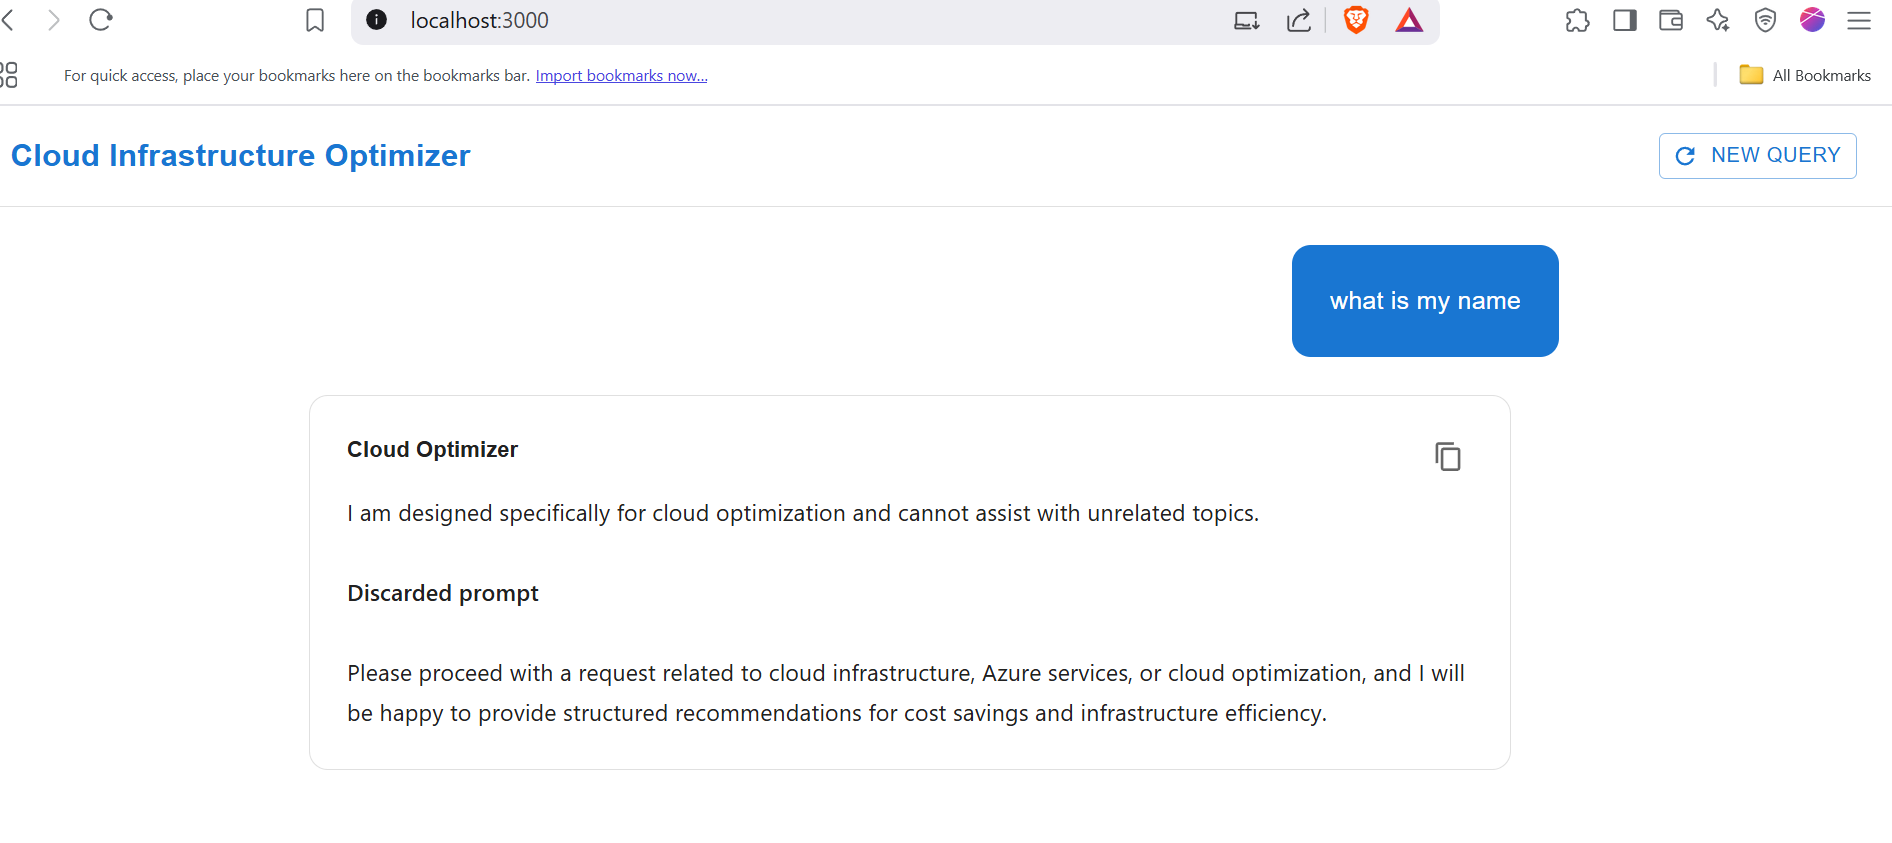 localhost:3000
For quick access, place your bookmarks here on the bookmarks bar. Import bookmarks now...
All Bookmarks
Cloud Infrastructure Optimizer
NEW QUERY
what is my name
Cloud Optimizer
I am designed specifically for cloud optimization and cannot assist with unrelated topics.
Discarded prompt
Please proceed with a request related to cloud infrastructure, Azure services, or cloud optimization, and I will
be happy to provide structured recommendations for cost savings and infrastructure efficiency.